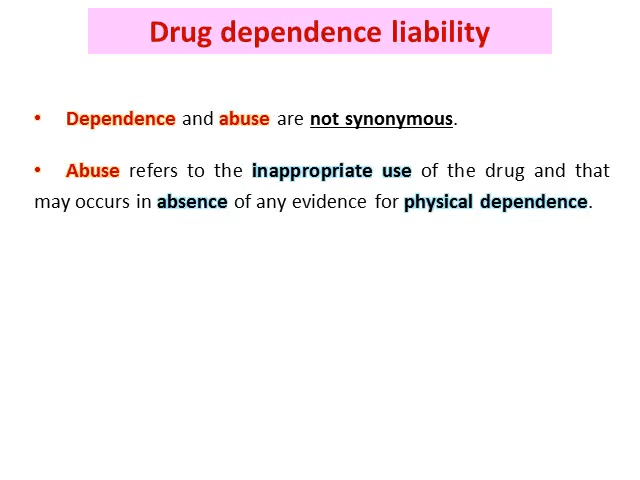 Drug dependence liability
• Dependence and abuse are not synonymous.
• Abuse refers to the inappropriate use of the drug and that
may occurs in absence of any evidence for physical dependence.